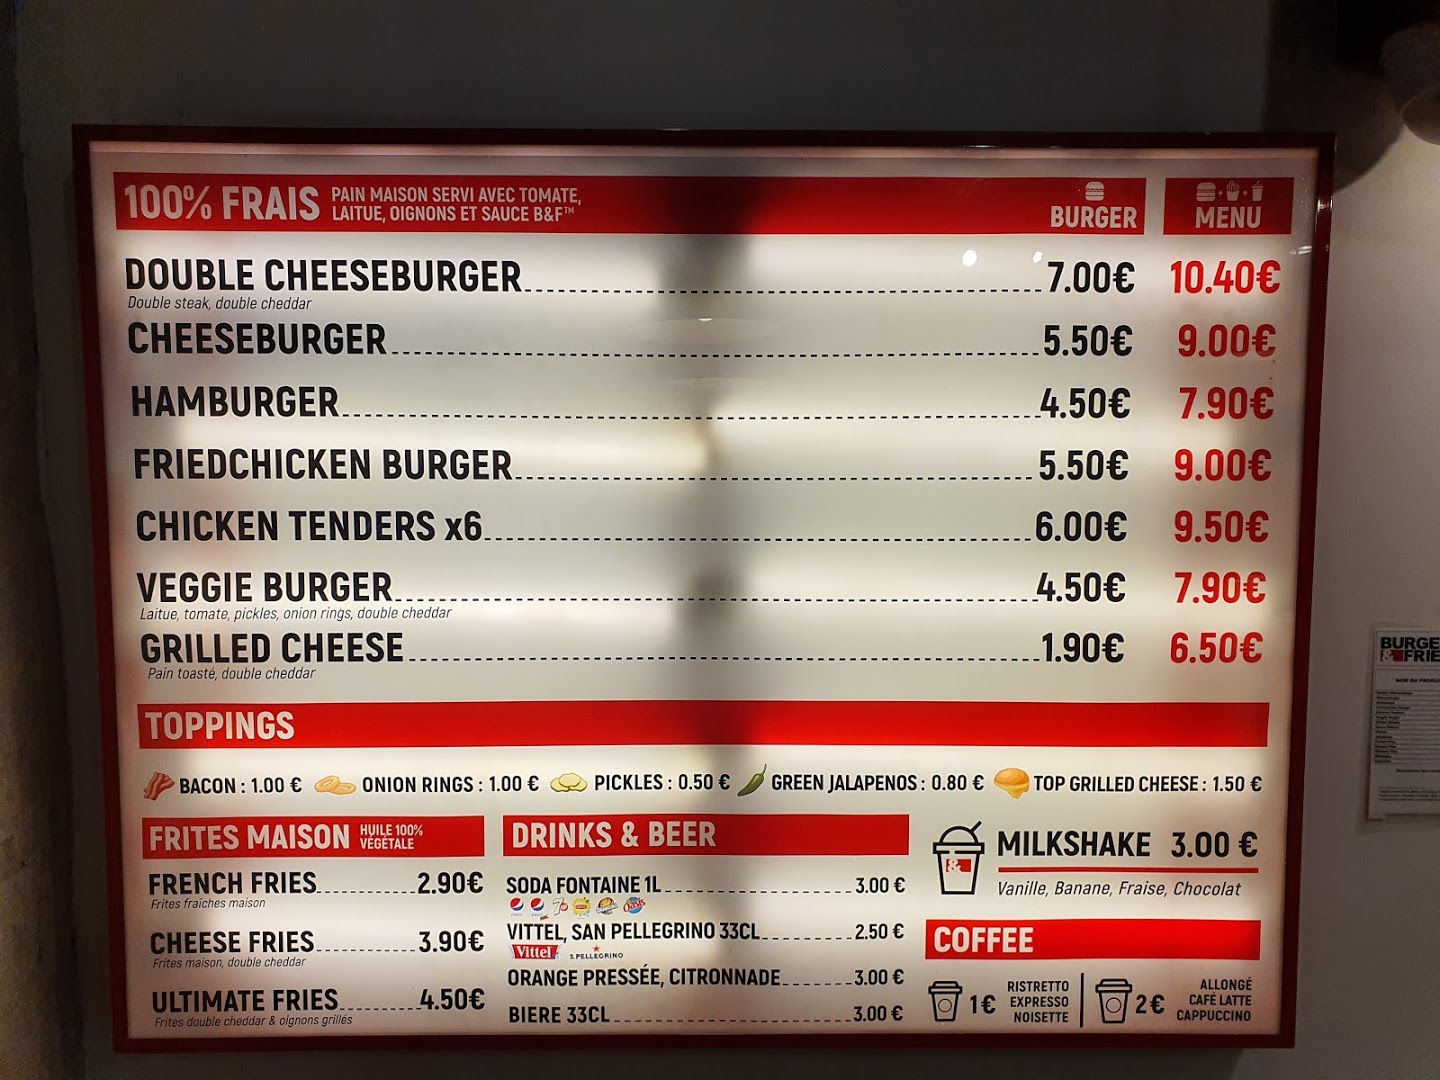 100% FRAIS
PAIN MAISON SERVI AVEC TOMATE,
LAITUE, OIGNONS ET SAUCE B&F™
BURGER
MENU
DOUBLE CHEESEBURGER 7.00€ 10.40€
Double steak, double cheddar
CHEESEBURGER 5.50€ 9.00€
HAMBURGER 4.50€ 7.90€
FRIEDCHICKEN BURGER 5.50€ 9.00€
CHICKEN TENDERS x6 6.00€ 9.50€
VEGGIE BURGER 4.50€ 7.90€
Laitue, tomate, pickles, onion rings, double cheddar
GRILLED CHEESE 1.90€ 6.50€
Pain toasté, double cheddar
TOPPINGS
BACON : 1.00 € ONION RINGS : 1.00 € PICKLES : 0.50 € GREEN JALAPENOS : 0.80 € TOP GRILLED CHEESE : 1.50 €
FRITES MAISON
HUILE 100%
VÉGÉTALE
FRENCH FRIES 2.90€
Frites fraîches maison
CHEESE FRIES 3.90€
Frites maison, double cheddar
ULTIMATE FRIES 4.50€
Frites double cheddar & oignons grillés
DRINKS & BEER
SODA FONTAINE 1L 3.00 €
VITTEL, SAN PELLEGRINO 33CL 2.50 €
Vittel S.PELLEGRINO
ORANGE PRESSÉE, CITRONNADE 3.00 €
BIERE 33CL 3.00 €
&
MILKSHAKE 3.00 €
Vanille, Banane, Fraise, Chocolat
COFFEE
1€
RISTRETTO
EXPRESSO
NOISETTE
2€
ALLONGÉ
CAFÉ LATTE
CAPPUCCINO
BURGE
& FRIE